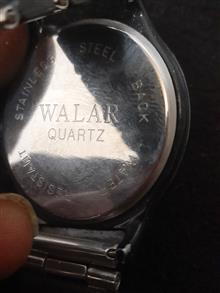 STAINLESS STEEL BACK
WALAR
QUARTZ
WATER
RESISTANT